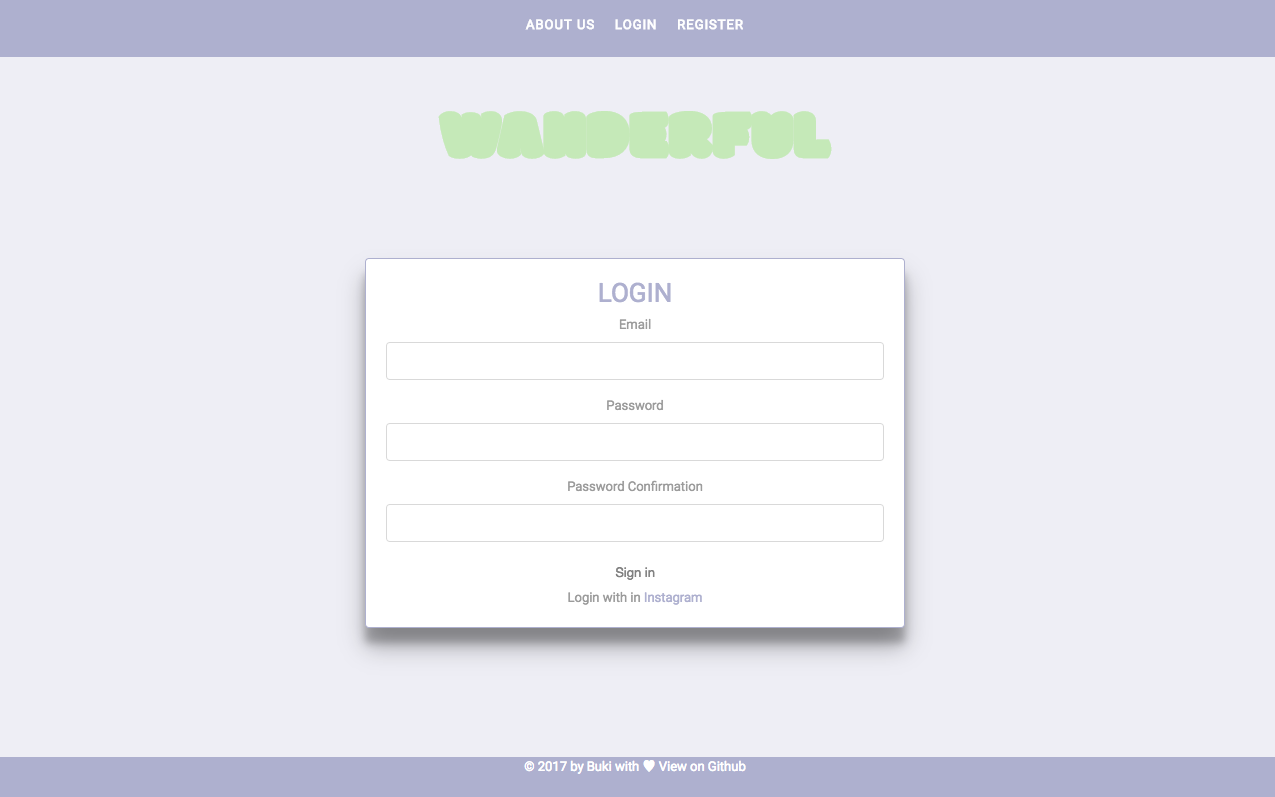 ABOUT US LOGIN REGISTER
WANDERFUL
LOGIN
Email
Password
Password Confirmation
Sign in
Login with in Instagram
© 2017 by Buki with ♥ View on Github